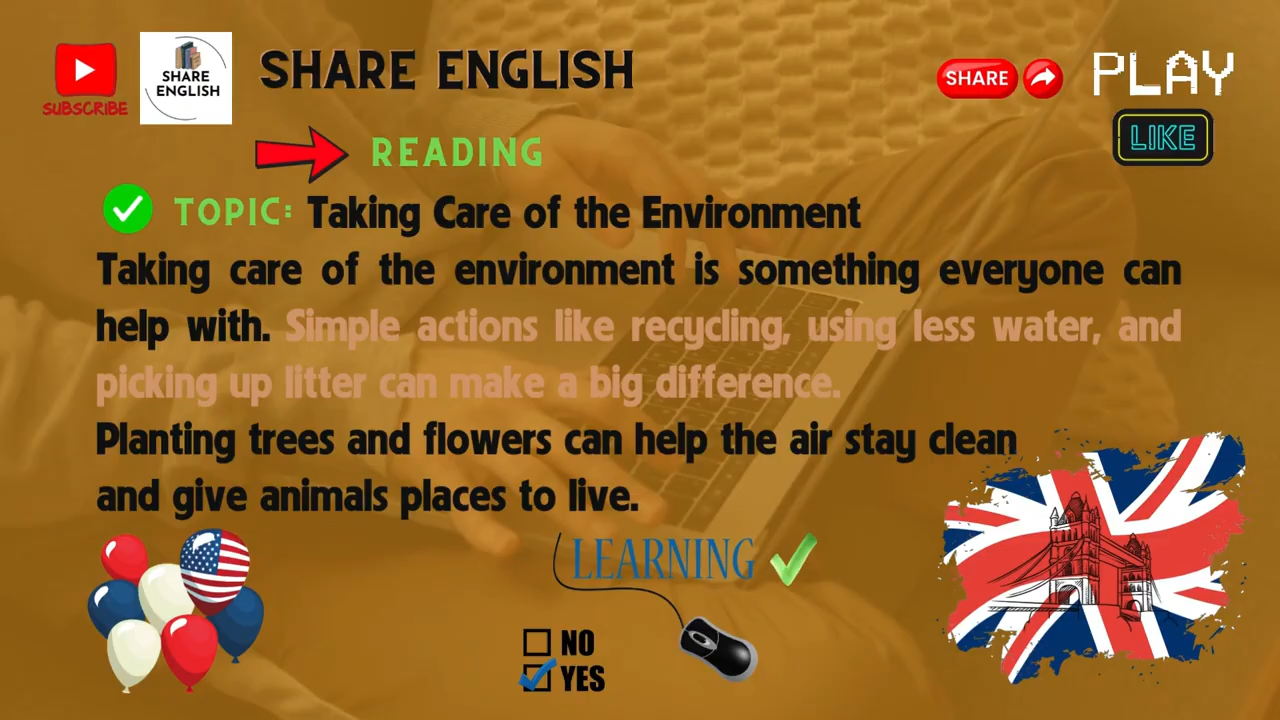 SUBSCRIBE
SHARE
ENGLISH
SHARE ENGLISH
SHARE
PLAY
LIKE
READING
TOPIC: Taking Care of the Environment
Taking care of the environment is something everyone can
help with. Simple actions like recycling, using less water, and
picking up litter can make a big difference.
Planting trees and flowers can help the air stay clean
and give animals places to live.
LEARNING
NO
YES